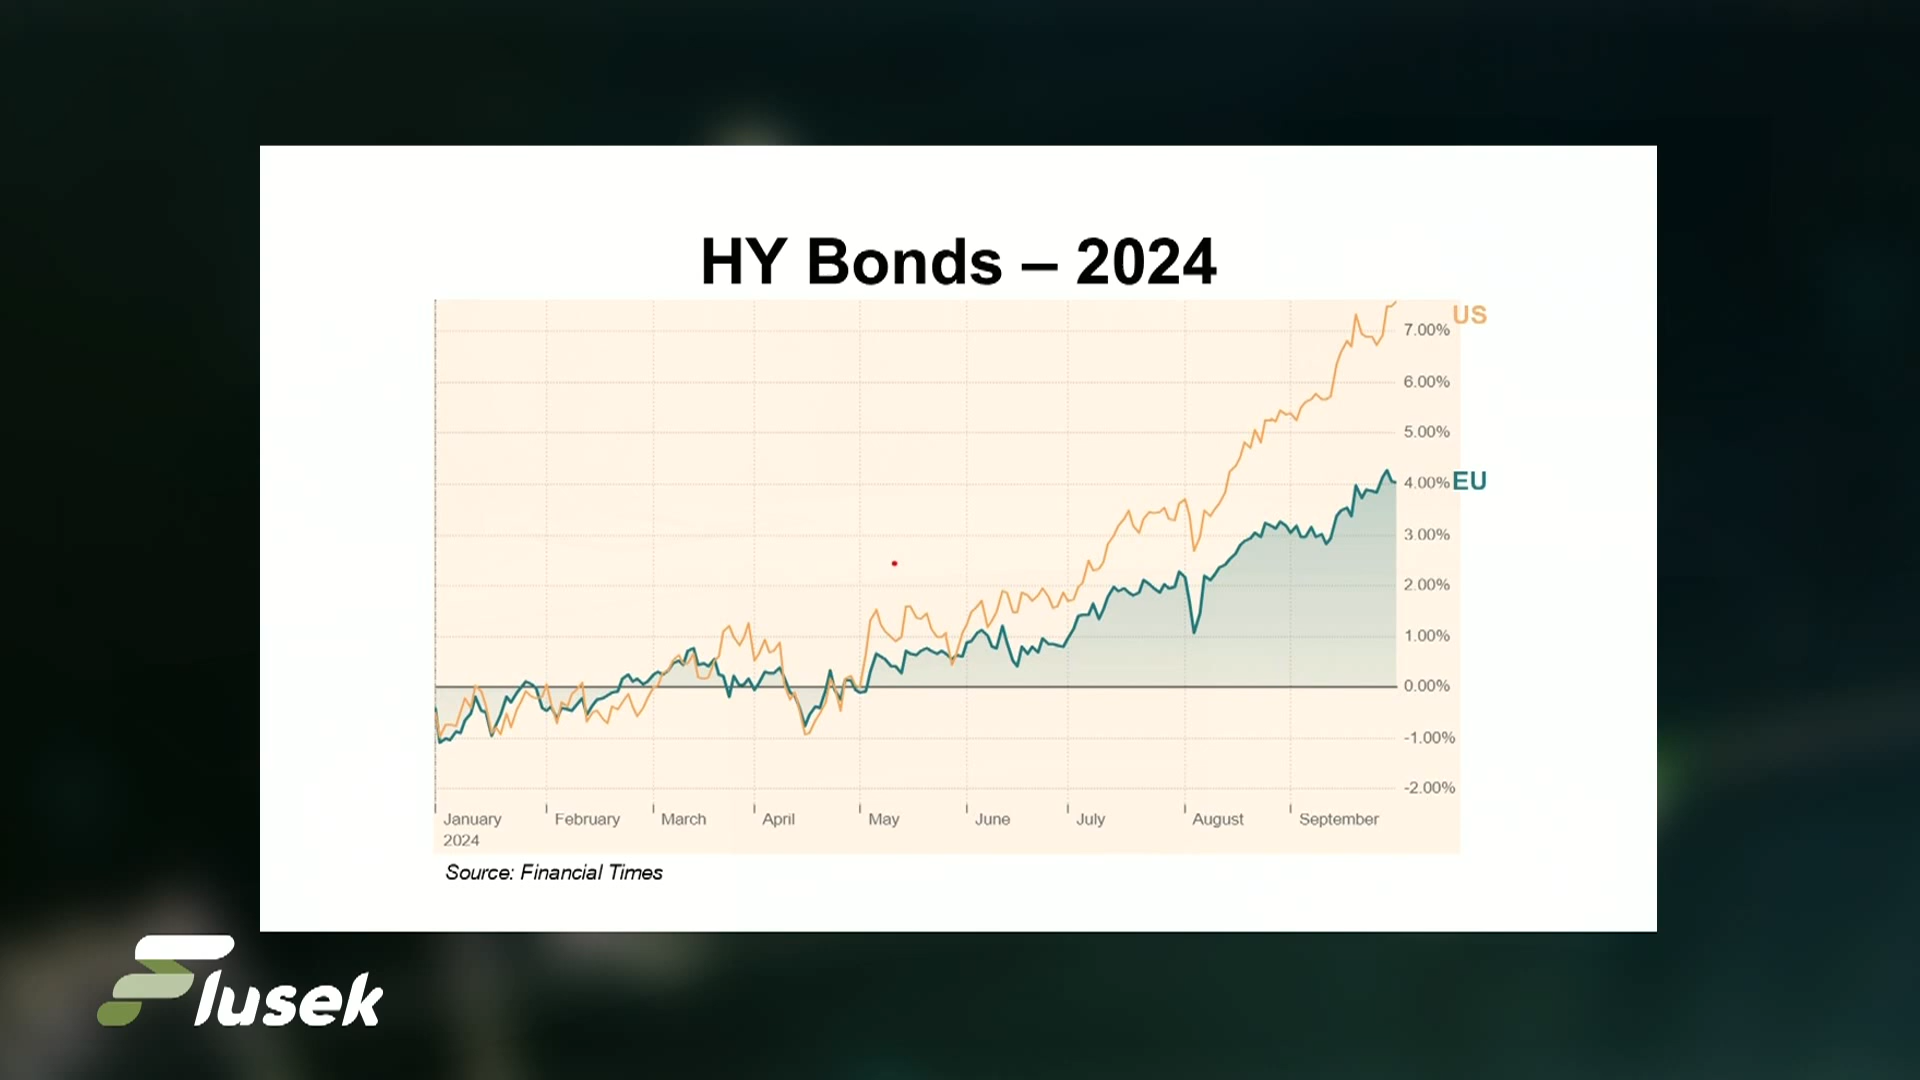 HY Bonds – 2024
US
7.00%
6.00%
5.00%
4.00% EU
3.00%
2.00%
1.00%
0.00%
-1.00%
-2.00%
January February March April May June July August September
2024
Source: Financial Times
Flusek